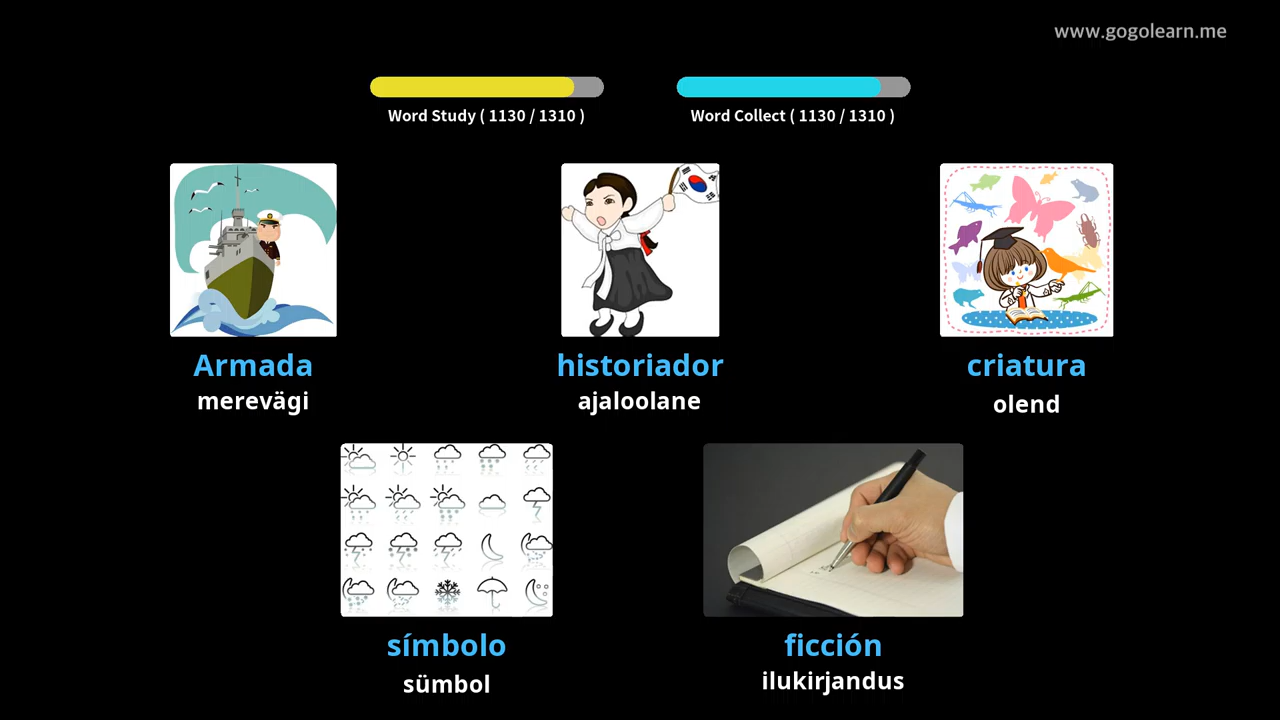 www.gogolearn.me
Word Study ( 1130 / 1310 )
Word Collect ( 1130 / 1310 )
Armada
merevägi
historiador
ajaloolane
criatura
olend
símbolo
sümbol
ficción
ilukirjandus